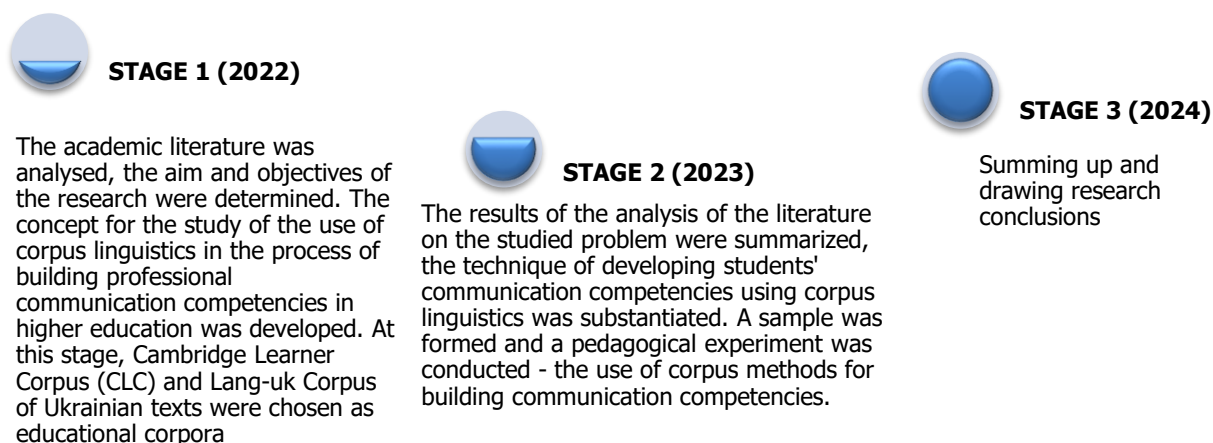 STAGE 1 (2022)
The academic literature was
analysed, the aim and objectives of
the research were determined. The
concept for the study of the use of
corpus linguistics in the process of
building professional
communication competencies in
higher education was developed. At
this stage, Cambridge Learner
Corpus (CLC) and Lang-uk Corpus
of Ukrainian texts were chosen as
educational corpora
STAGE 2 (2023)
The results of the analysis of the literature
on the studied problem were summarized,
the technique of developing students'
communication competencies using corpus
linguistics was substantiated. A sample was
formed and a pedagogical experiment was
conducted - the use of corpus methods for
building communication competencies.
STAGE 3 (2024)
Summing up and
drawing research
conclusions